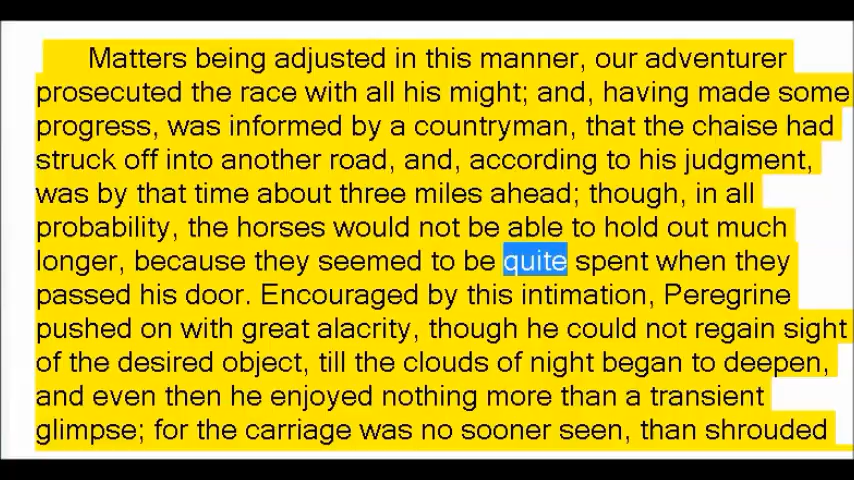 Matters being adjusted in this manner, our adventurer
prosecuted the race with all his might; and, having made some
progress, was informed by a countryman, that the chaise had
struck off into another road, and, according to his judgment,
was by that time about three miles ahead; though, in all
probability, the horses would not be able to hold out much
longer, because they seemed to be quite spent when they
passed his door. Encouraged by this intimation, Peregrine
pushed on with great alacrity, though he could not regain sight
of the desired object, till the clouds of night began to deepen,
and even then he enjoyed nothing more than a transient
glimpse; for the carriage was no sooner seen, than shrouded